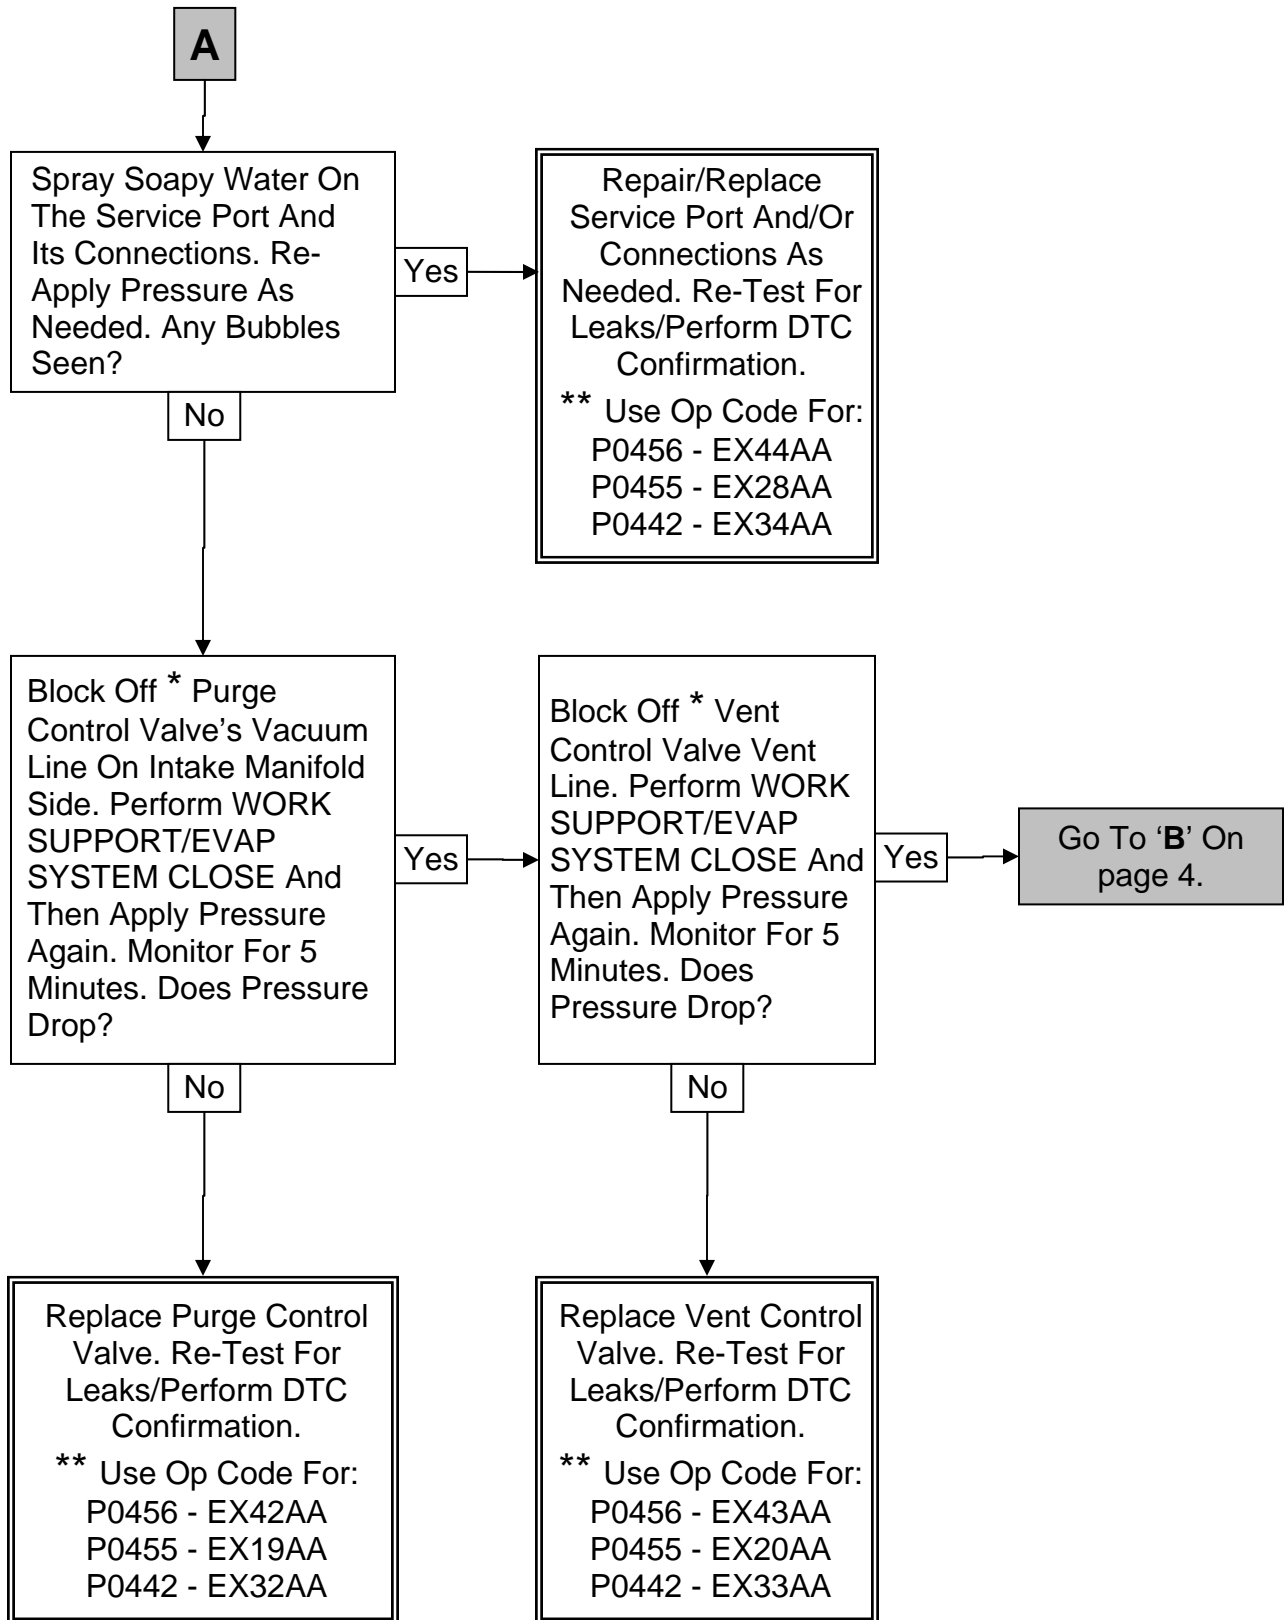 A
Spray Soapy Water On
The Service Port And
Its Connections. Re-
Apply Pressure As
Needed. Any Bubbles
Seen?
Yes
Repair/Replace
Service Port And/Or
Connections As
Needed. Re-Test For
Leaks/Perform DTC
Confirmation.
** Use Op Code For:
P0456 - EX44AA
P0455 - EX28AA
P0442 - EX34AA
No
Block Off * Purge
Control Valve’s Vacuum
Line On Intake Manifold
Side. Perform WORK
SUPPORT/EVAP
SYSTEM CLOSE And
Then Apply Pressure
Again. Monitor For 5
Minutes. Does Pressure
Drop?
Yes
Block Off * Vent
Control Valve Vent
Line. Perform WORK
SUPPORT/EVAP
SYSTEM CLOSE And
Then Apply Pressure
Again. Monitor For 5
Minutes. Does
Pressure Drop?
Yes
Go To ‘B’ On
page 4.
No
No
Replace Purge Control
Valve. Re-Test For
Leaks/Perform DTC
Confirmation.
** Use Op Code For:
P0456 - EX42AA
P0455 - EX19AA
P0442 - EX32AA
Replace Vent Control
Valve. Re-Test For
Leaks/Perform DTC
Confirmation.
** Use Op Code For:
P0456 - EX43AA
P0455 - EX20AA
P0442 - EX33AA